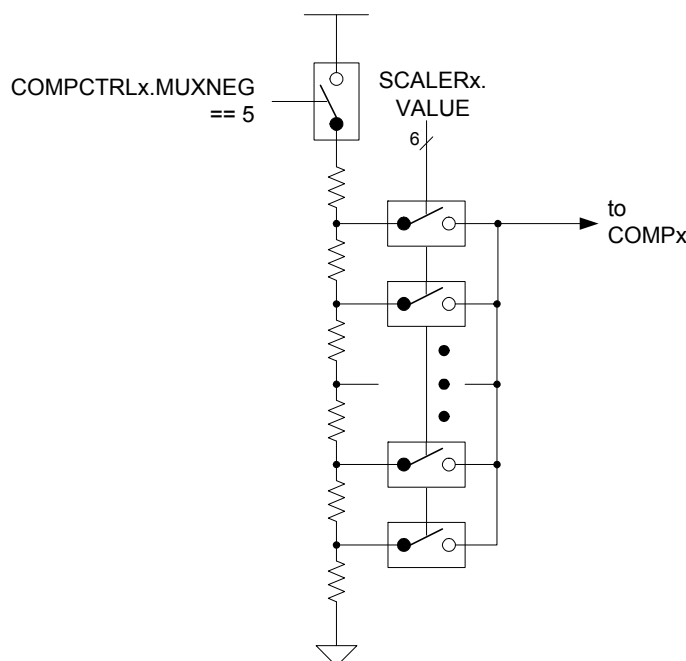 COMPCTRLx.MUXNEG
== 5
SCALERx.
VALUE
6
to
COMPx